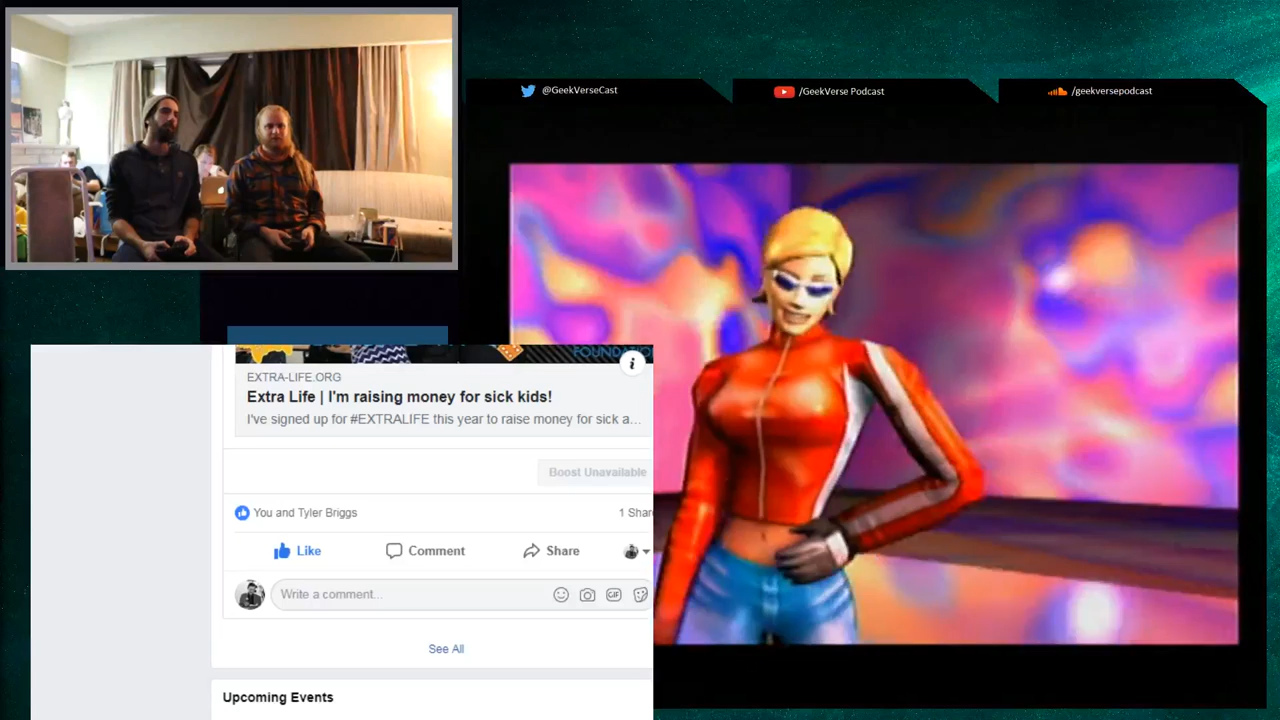 @GeekVerseCast
/GeekVerse Podcast
/geekversepodcast
FOUNDATIO
EXTRA-LIFE.ORG
Extra Life | I'm raising money for sick kids!
I've signed up for #EXTRALIFE this year to raise money for sick a...
Boost Unavailable
You and Tyler Briggs
1 Shar
Like
Comment
Share
Write a comment...
GIF
See All
Upcoming Events